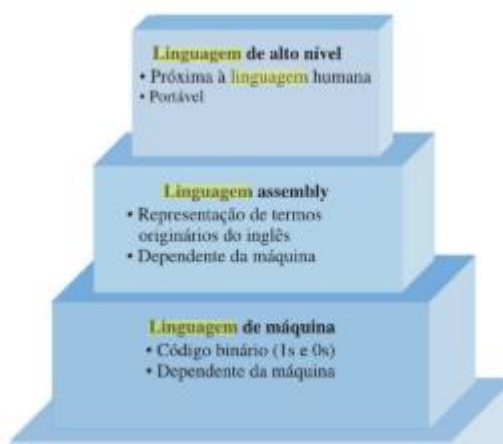 Linguagem de alto nível
• Próxima à linguagem humana
• Portável
Linguagem assembly
• Representação de termos
originários do inglês
• Dependente da máquina
Linguagem de máquina
• Código binário (1s e 0s)
• Dependente da máquina